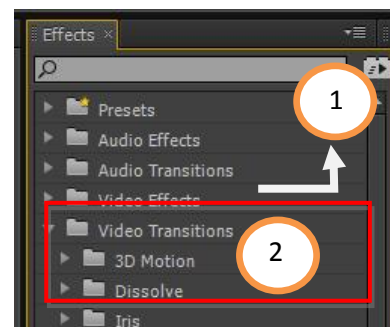 Effects
Presets
1
Audio Effects
Audio Transitions
Video Effects
Video Transitions
2
3D Motion
Dissolve
Iris